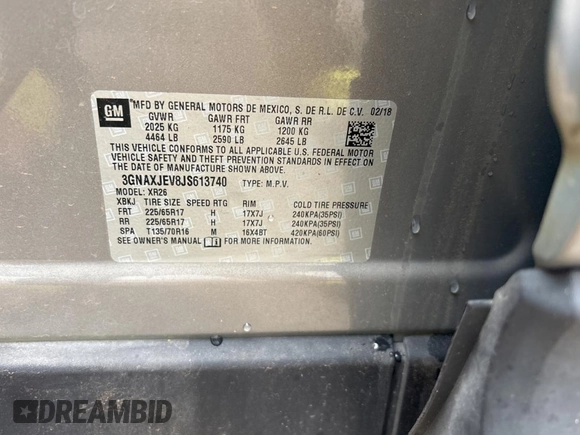 GM
MFD BY GENERAL MOTORS DE MEXICO, S. DE R.L. DE C.V. 02/18
GVWR GAWR FRT GAWR RR
2025 KG 1175 KG 1200 KG
4464 LB 2590 LB 2645 LB
THIS VEHICLE CONFORMS TO ALL APPLICABLE U.S. FEDERAL MOTOR
VEHICLE SAFETY AND THEFT PREVENTION STANDARDS IN EFFECT ON THE
DATE OF MANUFACTURE SHOWN ABOVE.
3GNAXJEV8JS613740 TYPE: M.P.V.
MODEL: XR26
XBKJ TIRE SIZE SPEED RTG RIM COLD TIRE PRESSURE
FRT 225/65R17 H 17X7J 240KPA(35PSI)
RR 225/65R17 H 17X7J 240KPA(35PSI)
SPA T135/70R16 M 16X4BT 420KPA(60PSI)
SEE OWNER'S MANUAL FOR MORE INFORMATION.
DREAMBID